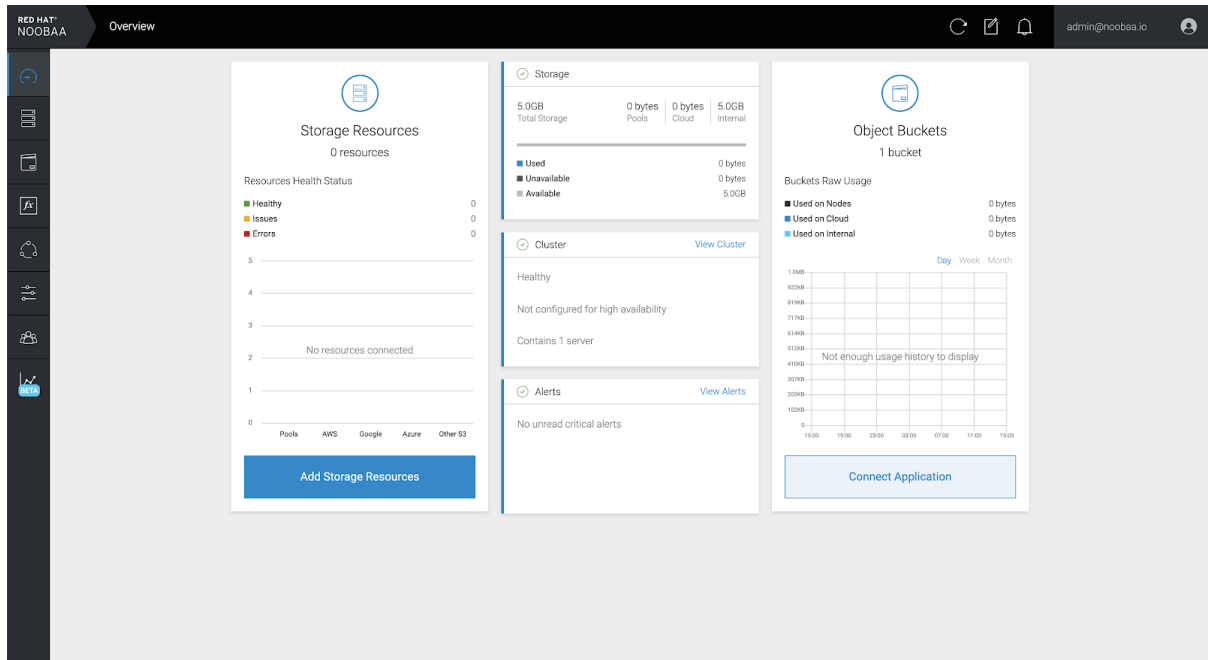 RED HAT®
NOOBAA
Overview
admin@noobaa.io
BETA
Storage Resources
0 resources
Resources Health Status
Healthy 0
Issues 0
Errors 0
5
4
3
No resources connected
2
1
0
Pools AWS Google Azure Other S3
Add Storage Resources
Storage
5.0GB 0 bytes 0 bytes 5.0GB
Total Storage Pools Cloud Internal
Used 0 bytes
Unavailable 0 bytes
Available 5.0GB
Cluster View Cluster
Healthy
Not configured for high availability
Contains 1 server
Alerts View Alerts
No unread critical alerts
Object Buckets
1 bucket
Buckets Raw Usage
Used on Nodes 0 bytes
Used on Cloud 0 bytes
Used on Internal 0 bytes
Day Week Month
1.0MB
922KB
819KB
717KB
614KB
512KB
Not enough usage history to display
410KB
307KB
205KB
102KB
0
15:00 19:00 23:00 03:00 07:00 11:00 15:00
Connect Application